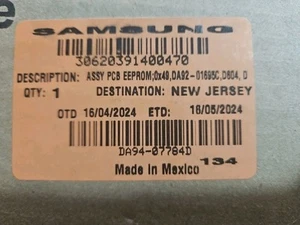 e
SAMSUNG
30620391400470
DESCRIPTION: ASSY PCB EEPROM;0x48,DA92-01695C,D604, D
QTY: 1 DESTINATION: NEW JERSEY
OTD 16/04/2024 ETD: 16/05/2024
DA94-07784D
134
Made in Mexico